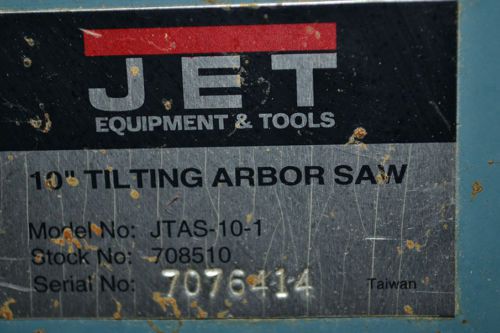 JET
EQUIPMENT & TOOLS
10" TILTING ARBOR SAW
Model No: JTAS-10-1
Stock No: 708510
Serial No: 7076414
Taiwan